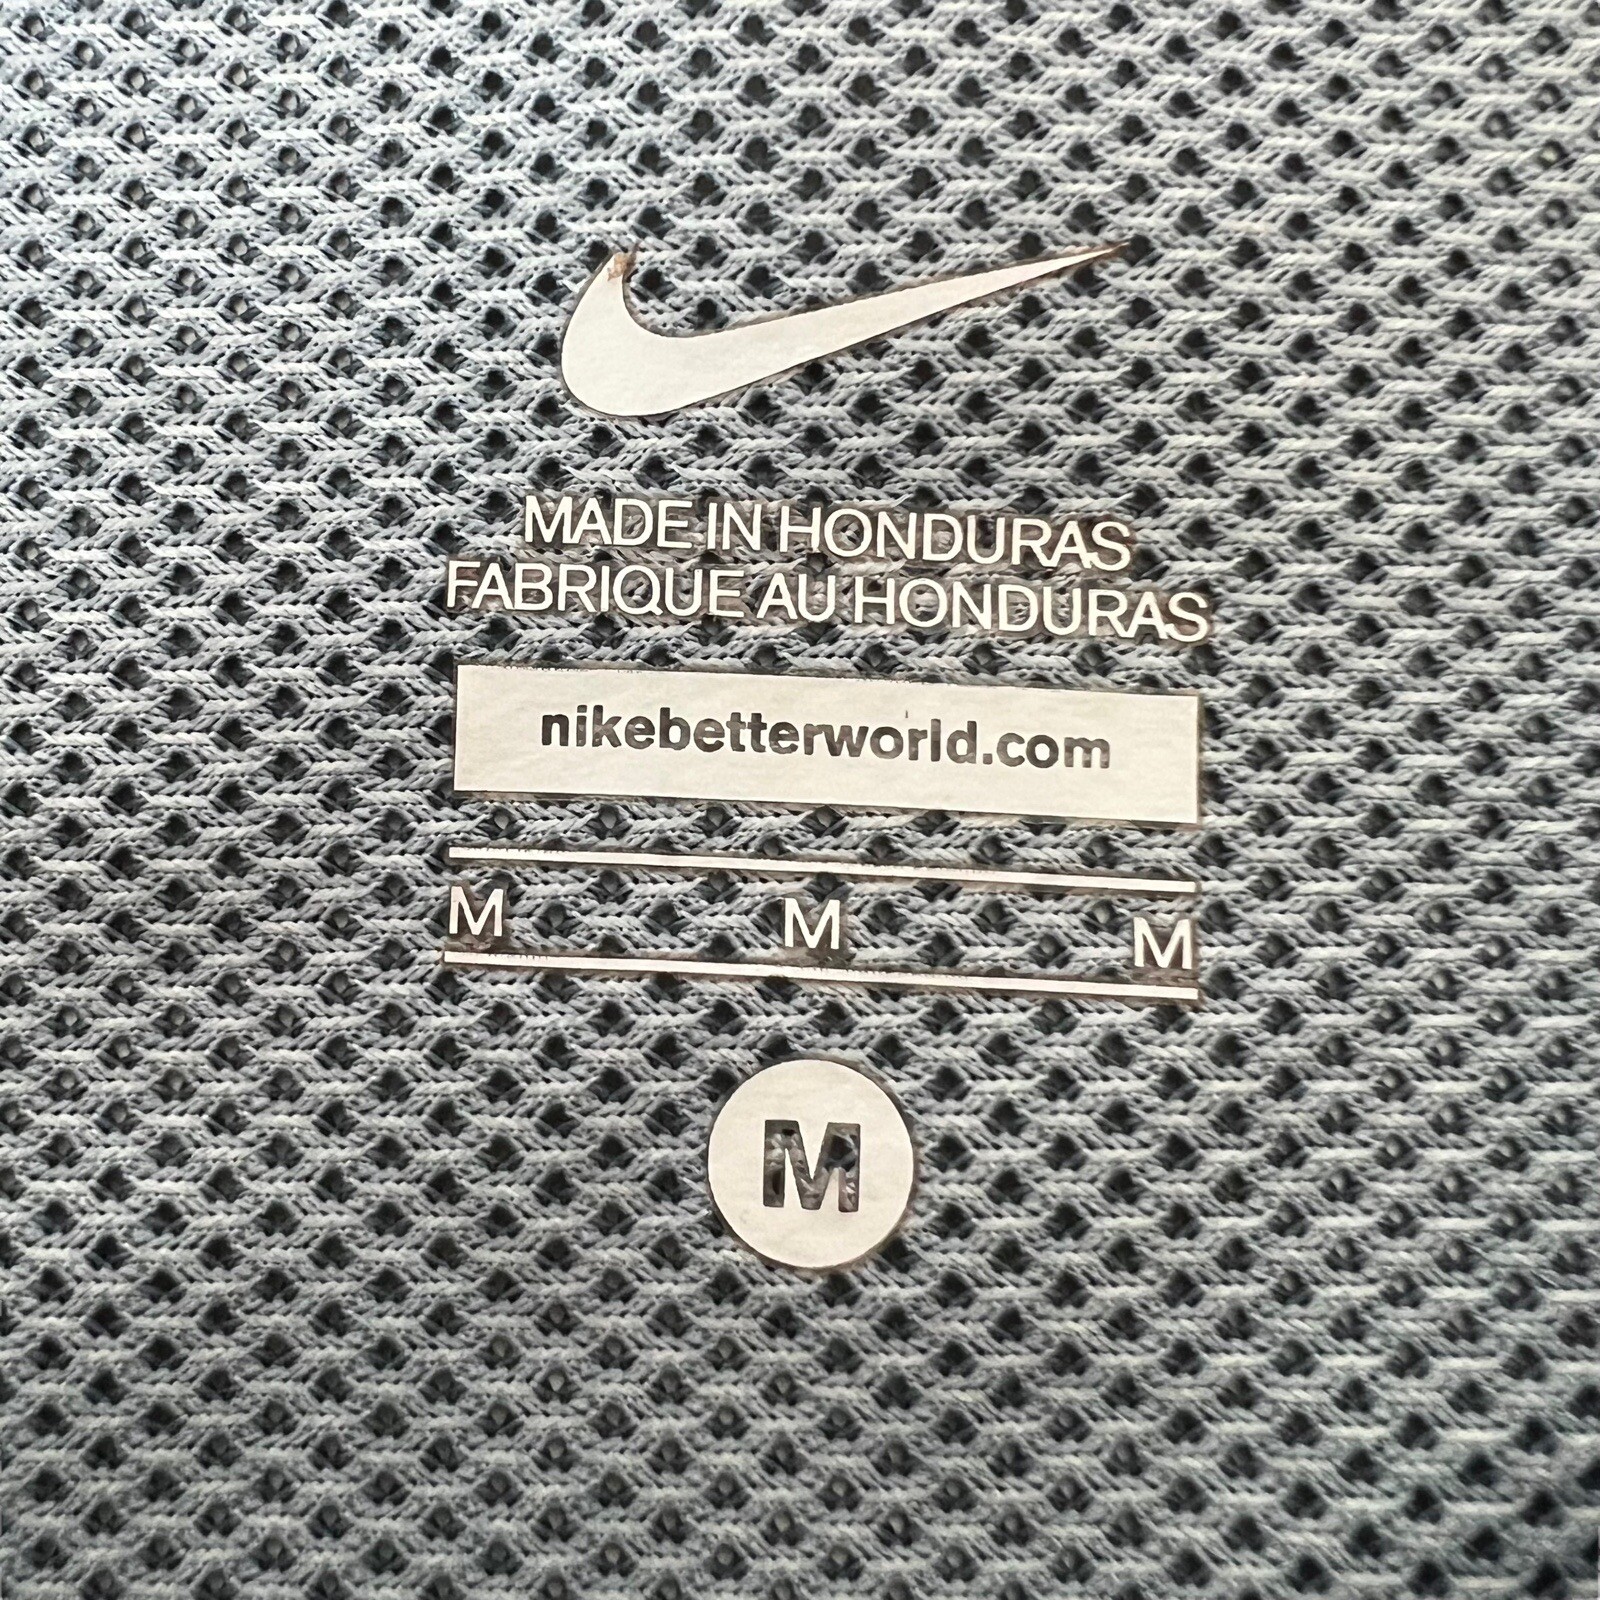 MADE IN HONDURAS
FABRIQUE AU HONDURAS
nikebetterworld.com
M M M
M